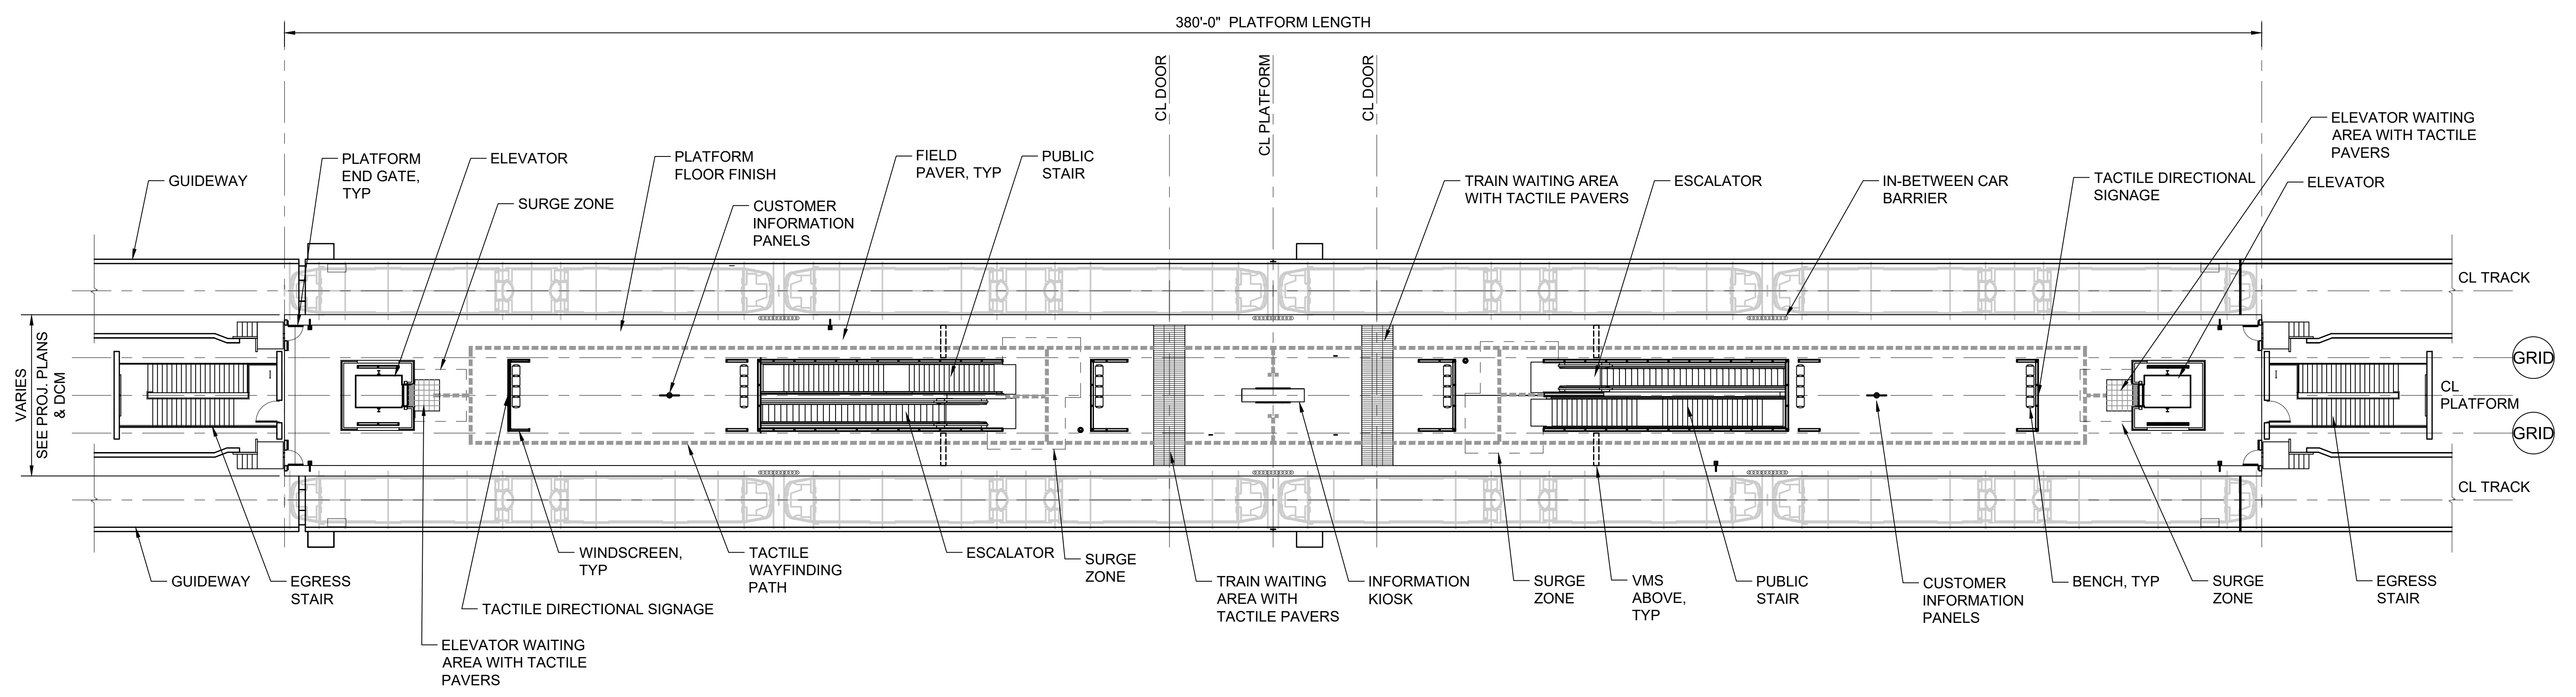 380'-0" PLATFORM LENGTH
CL DOOR
CL PLATFORM
CL DOOR
GUIDEWAY
PLATFORM
END GATE,
TYP
ELEVATOR
SURGE ZONE
PLATFORM
FLOOR FINISH
CUSTOMER
INFORMATION
PANELS
FIELD
PAVER, TYP
PUBLIC
STAIR
TRAIN WAITING AREA
WITH TACTILE PAVERS
ESCALATOR
IN-BETWEEN CAR
BARRIER
TACTILE DIRECTIONAL
SIGNAGE
ELEVATOR WAITING
AREA WITH TACTILE
PAVERS
ELEVATOR
CL TRACK
GRID
CL
PLATFORM
GRID
CL TRACK
VARIES
SEE PROJ. PLANS
& DCM
GUIDEWAY
EGRESS
STAIR
TACTILE DIRECTIONAL SIGNAGE
ELEVATOR WAITING
AREA WITH TACTILE
PAVERS
WINDSCREEN,
TYP
TACTILE
WAYFINDING
PATH
ESCALATOR
SURGE
ZONE
TRAIN WAITING
AREA WITH
TACTILE PAVERS
INFORMATION
KIOSK
SURGE
ZONE
VMS
ABOVE,
TYP
PUBLIC
STAIR
CUSTOMER
INFORMATION
PANELS
BENCH, TYP
SURGE
ZONE
EGRESS
STAIR